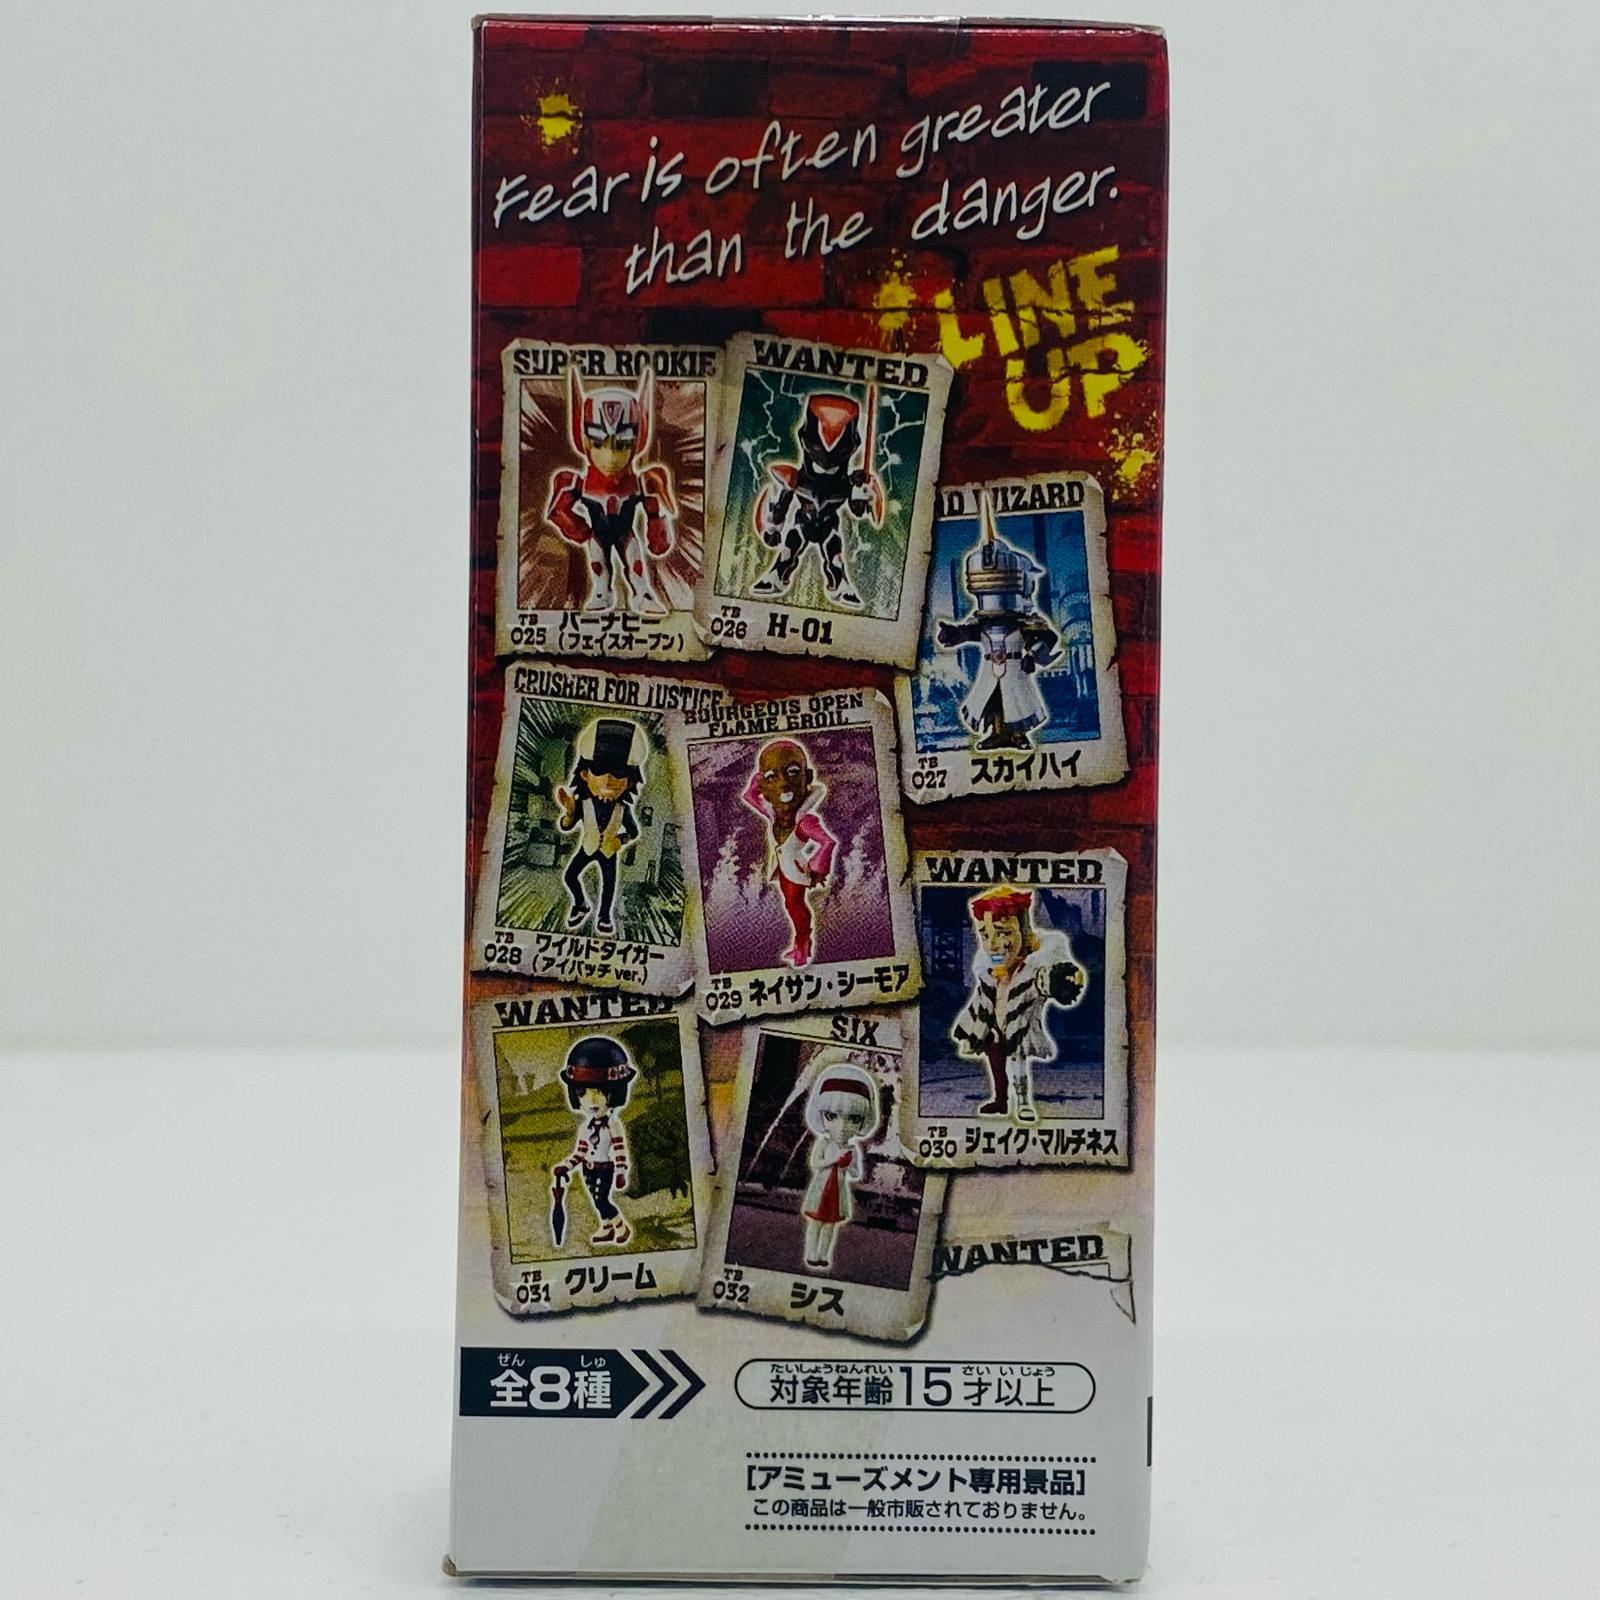 Fear is often greater
than the danger.
LINE
UP
SUPER ROOKIE
TB
025 バーナビー
(フェイスオープン)
WANTED
TB
026 H-01
D WIZARD
TB
027 スカイハイ
CRUSHER FOR JUSTICE
TB
028 ワイルドタイガー
(アイパッチver.)
BOURGEOIS OPEN
FLAME GROIL
TB
029 ネイサン・シーモア
WANTED
TB
030 ジェイク・マルチネス
WANTED
TB
031 クリーム
SIX
TB
032 シス
WANTED
ぜん しゅ
全8種
たいしょうねんれい さい いじょう
対象年齢15才以上
[アミューズメント専用景品]
この商品は一般市販されておりません。